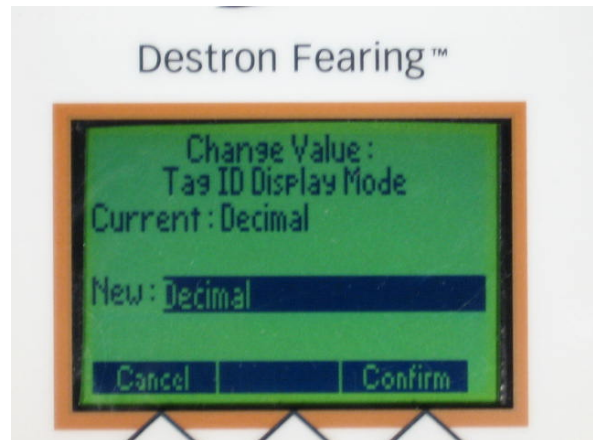 Destron Fearing™
Change Value:
Tag ID Display Mode
Current: Decimal
New: Decimal
Cancel
Confirm